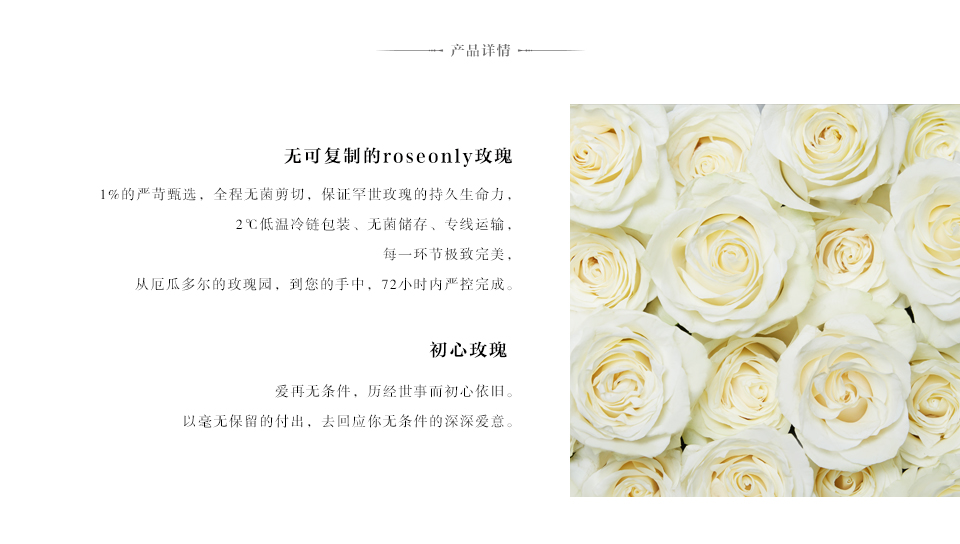 产品详情
无可复制的roseonly玫瑰
1%的严苛甄选，全程无菌剪切，保证罕世玫瑰的持久生命力，
2℃低温冷链包装、无菌储存、专线运输，
每一环节极致完美，
从厄瓜多尔的玫瑰园，到您的手中，72小时内严控完成。
初心玫瑰
爱再无条件，历经世事而初心依旧。
以毫无保留的付出，去回应你无条件的深深爱意。